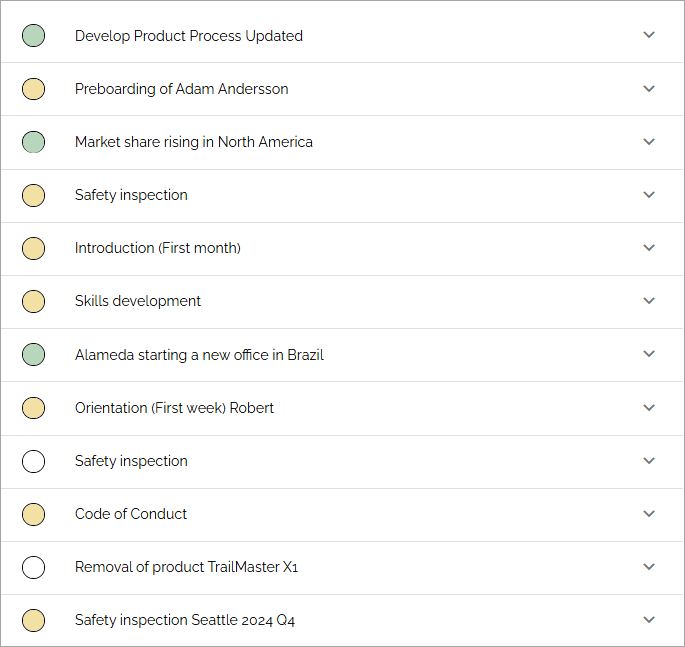 Develop Product Process Updated
Preboarding of Adam Andersson
Market share rising in North America
Safety inspection
Introduction (First month)
Skills development
Alameda starting a new office in Brazil
Orientation (First week) Robert
Safety inspection
Code of Conduct
Removal of product TrailMaster X1
Safety inspection Seattle 2024 Q4